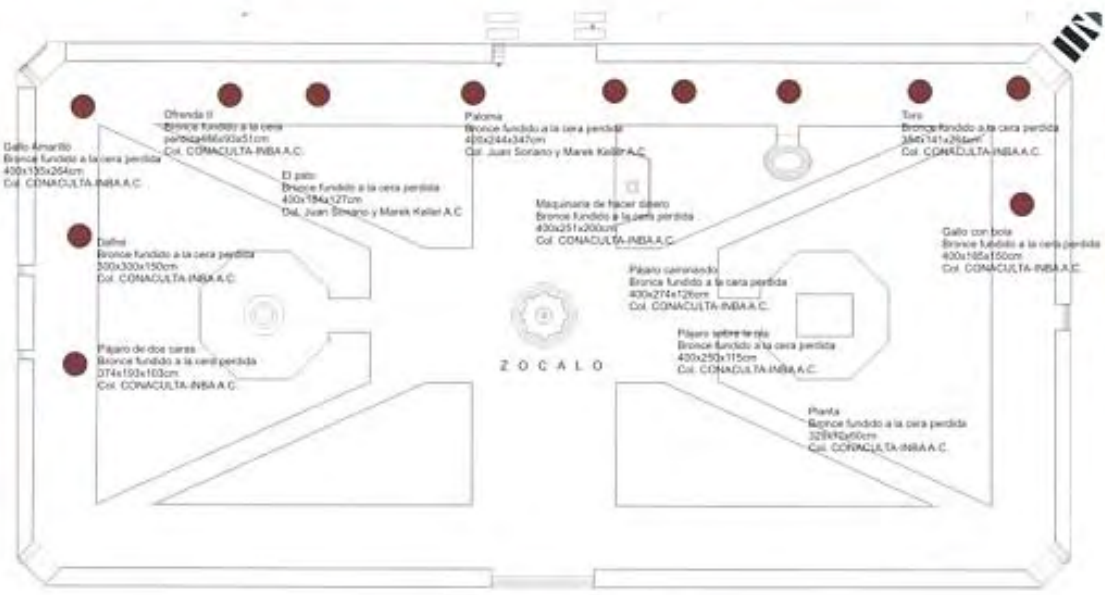 Ofrenda II
Bronce fundido a la cera
perdida
Col. CONACULTA-INBA A.C.
Gallo Amarillo
Bronce fundido a la cera perdida
Col. CONACULTA-INBA A.C.
Paloma
Bronce fundido a la cera perdida
400x244x347cm
Col. Juan Soriano y Marek Keller A.C.
Toro
Bronce fundido a la cera perdida
Col. CONACULTA-INBA A.C.
El pato
Bronce fundido a la cera perdida
400x184x127cm
Col. Juan Soriano y Marek Keller A.C
Maquinaria de hacer dinero
Bronce fundido a la cera perdida
400x251x200cm
Col. CONACULTA-INBA A.C.
Gallo con bola
Bronce fundido a la cera perdida
400x185x150cm
Col. CONACULTA-INBA A.C.
Bronce fundido a la cera perdida
300x300x150cm
Col. CONACULTA-INBA A.C.
Pájaro caminando
Bronce fundido a la cera perdida
400x274x126cm
Col. CONACULTA-INBA A.C.
Pájaro de dos caras
Bronce fundido a la cera perdida
374x193x103cm
Col. CONACULTA-INBA A.C.
ZOCALO
Pájaro sobre la ola
Bronce fundido a la cera perdida
400x250x115cm
Col. CONACULTA-INBA A.C.
Planta
Bronce fundido a la cera perdida
Col. CONACULTA-INBA A.C.